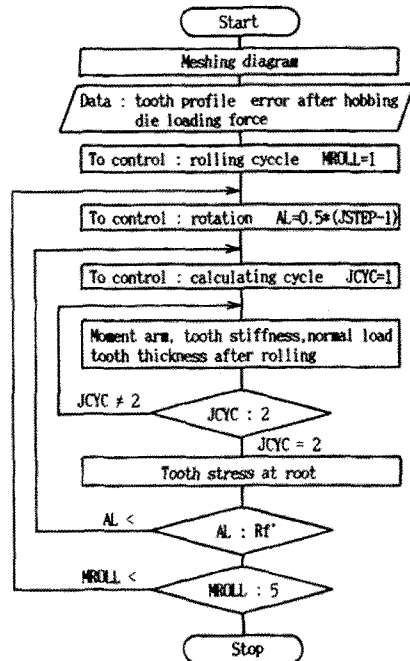 Start
Meshing diagram
Data : tooth profile error after hobbing
die loading force
To control : rolling cyccle MROLL=1
To control : rotation AL=0.5*(JSTEP-1)
To control : calculating cycle JCYC=1
Moment arm, tooth stiffness,normal load
tooth thickness after rolling
JCYC ≠ 2
JCYC : 2
JCYC = 2
Tooth stress at root
AL <
AL : Rf°
MROLL <
MROLL : 5
Stop